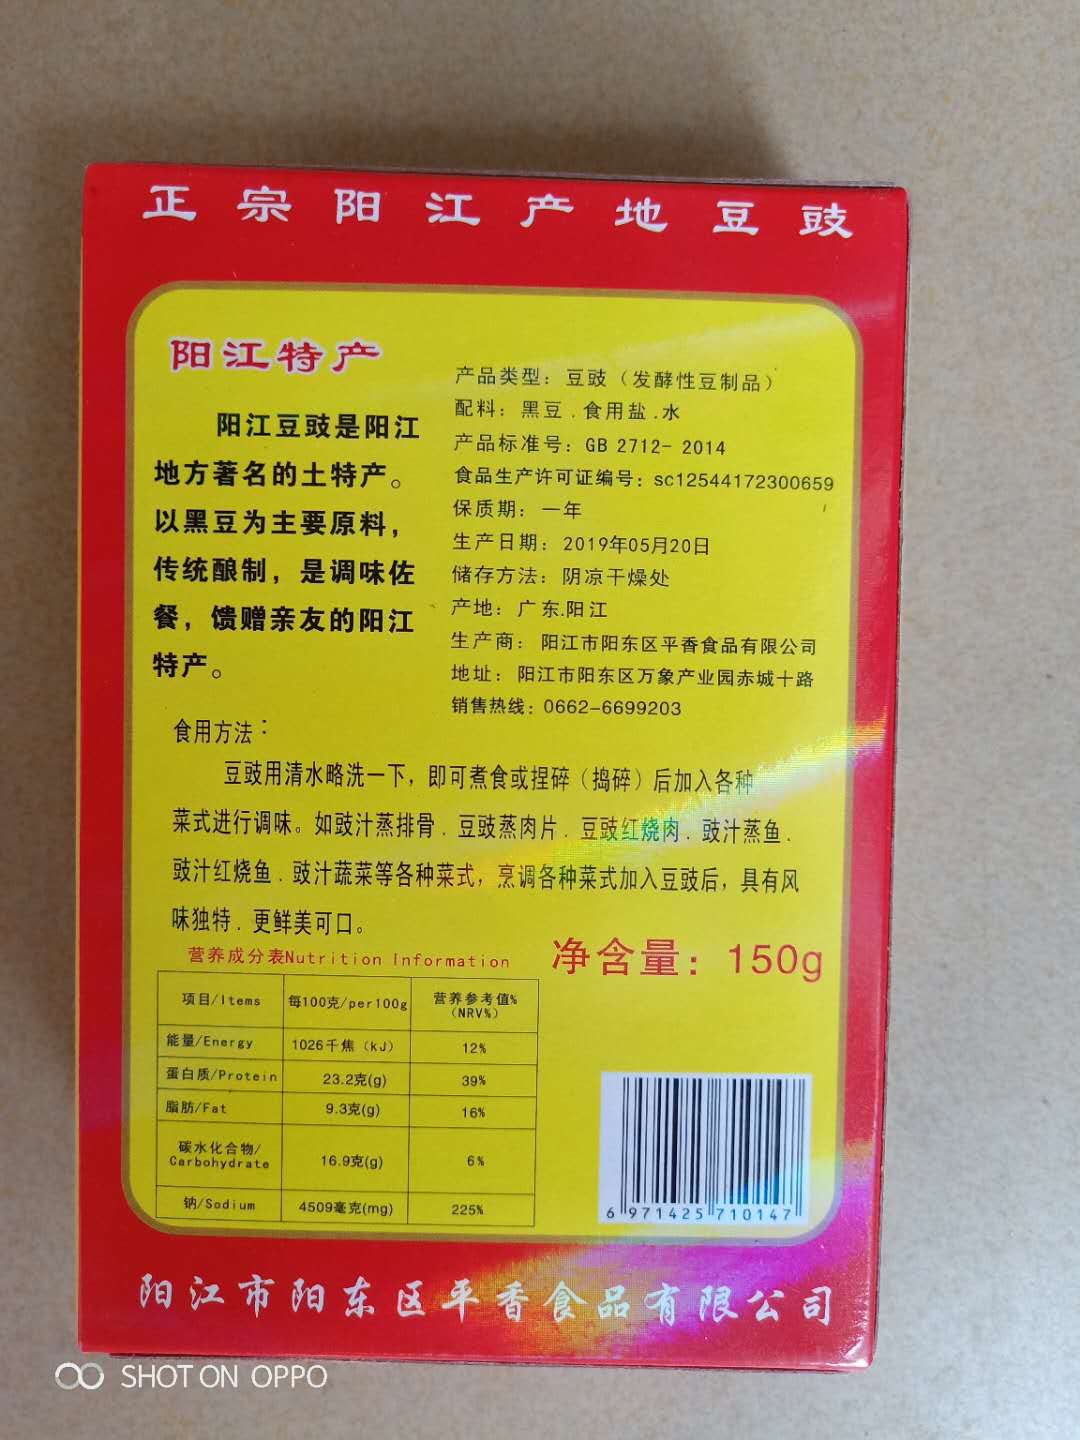 正宗阳江产地豆豉
阳江特产
阳江豆豉是阳江
地方著名的土特产。
以黑豆为主要原料，
传统酿制，是调味佐
餐，馈赠亲友的阳江
特产。
产品类型：豆豉（发酵性豆制品）
配料：黑豆.食用盐.水
产品标准号：GB 2712- 2014
食品生产许可证编号：sc12544172300659
保质期：一年
生产日期：2019年05月20日
储存方法：阴凉干燥处
产地：广东.阳江
生产商：阳江市阳东区平香食品有限公司
地址：阳江市阳东区万象产业园赤城十路
销售热线：0662-6699203
食用方法：
豆豉用清水略洗一下，即可煮食或捏碎（捣碎）后加入各种
菜式进行调味。如豉汁蒸排骨．豆豉蒸肉片．豆豉红烧肉．豉汁蒸鱼．
豉汁红烧鱼．豉汁蔬菜等各种菜式，烹调各种菜式加入豆豉后，具有风
味独特．更鲜美可口。
营养成分表Nutrition Information
净含量：150g
项目/Items 每100克/per100g 营养参考值%（NRV%）
能量/Energy 1026千焦（kJ） 12%
蛋白质/Protein 23.2克(g) 39%
脂肪/Fat 9.3克(g) 16%
碳水化合物/Carbohydrate 16.9克(g) 6%
钠/Sodium 4509毫克(mg) 225%
6 971425 710147
阳江市阳东区平香食品有限公司
SHOT ON OPPO